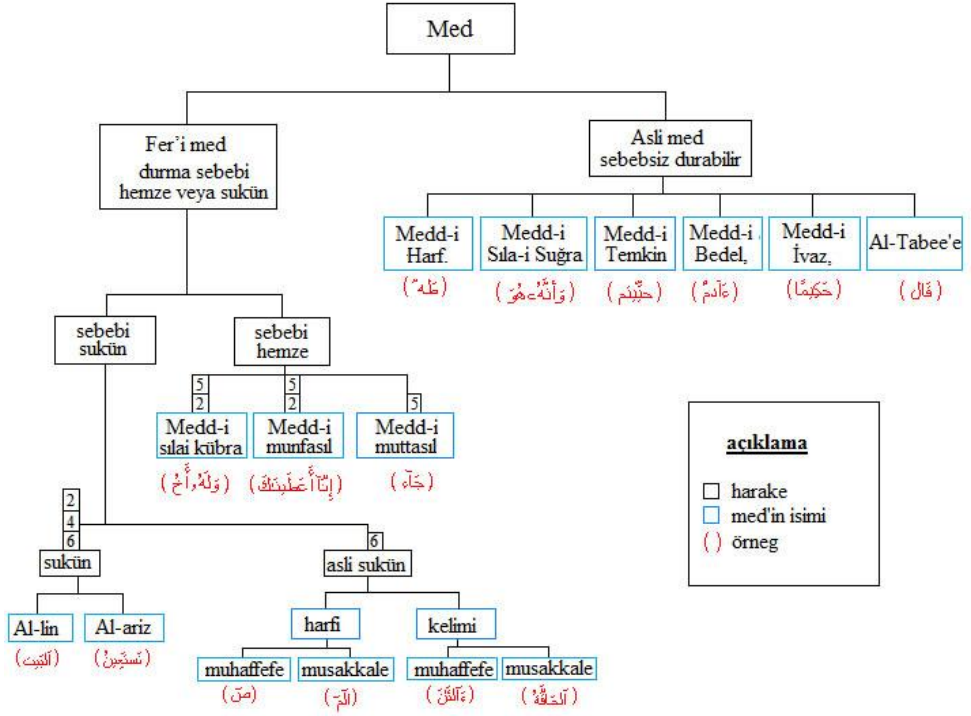 Med
Fer'i med
durma sebebi
hemze veya sukün
Asli med
sebebsiz durabilir
Medd-i
Harf.
Medd-i
Sıla-i Suğra
Medd-i
Temkin
Medd-i
Bedel,
Medd-i
İvaz,
Al-Tabee'e
(طه)
(وَأَنَّهُۥ هُوَ)
(ءَادَمُ)
(حَكِيمًا)
(قَالَ)
sebebi
sukün
sebebi
hemze
5
2
5
2
5
Medd-i
sılai kübra
Medd-i
munfasıl
Medd-i
muttasıl
(وَلَهُۥٓ أَخٌ)
(إِنَّآ أَعْطَيْنَٰكَ)
(جَآءَ)
açıklama
harake
med'in isimi
( ) örneg
2
4
6
6
sukün
asli sukün
Al-lin
Al-ariz
harfi
kelimi
(ٱلْبَيْتِ)
(نَسْتَعِينُ)
muhaffefe
musakkale
muhaffefe
musakkale
(صٓ)
(الٓمٓ)
(ءَآلْـَٰٔنَ)
(ٱلْحَآقَّةُ)